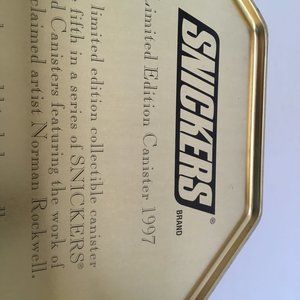 SNICKERS®
BRAND
Limited Edition Canister 1997
limited edition collectible canister
fifth in a series of SNICKERS®
Canisters featuring the work of
artist Norman Rockwell.